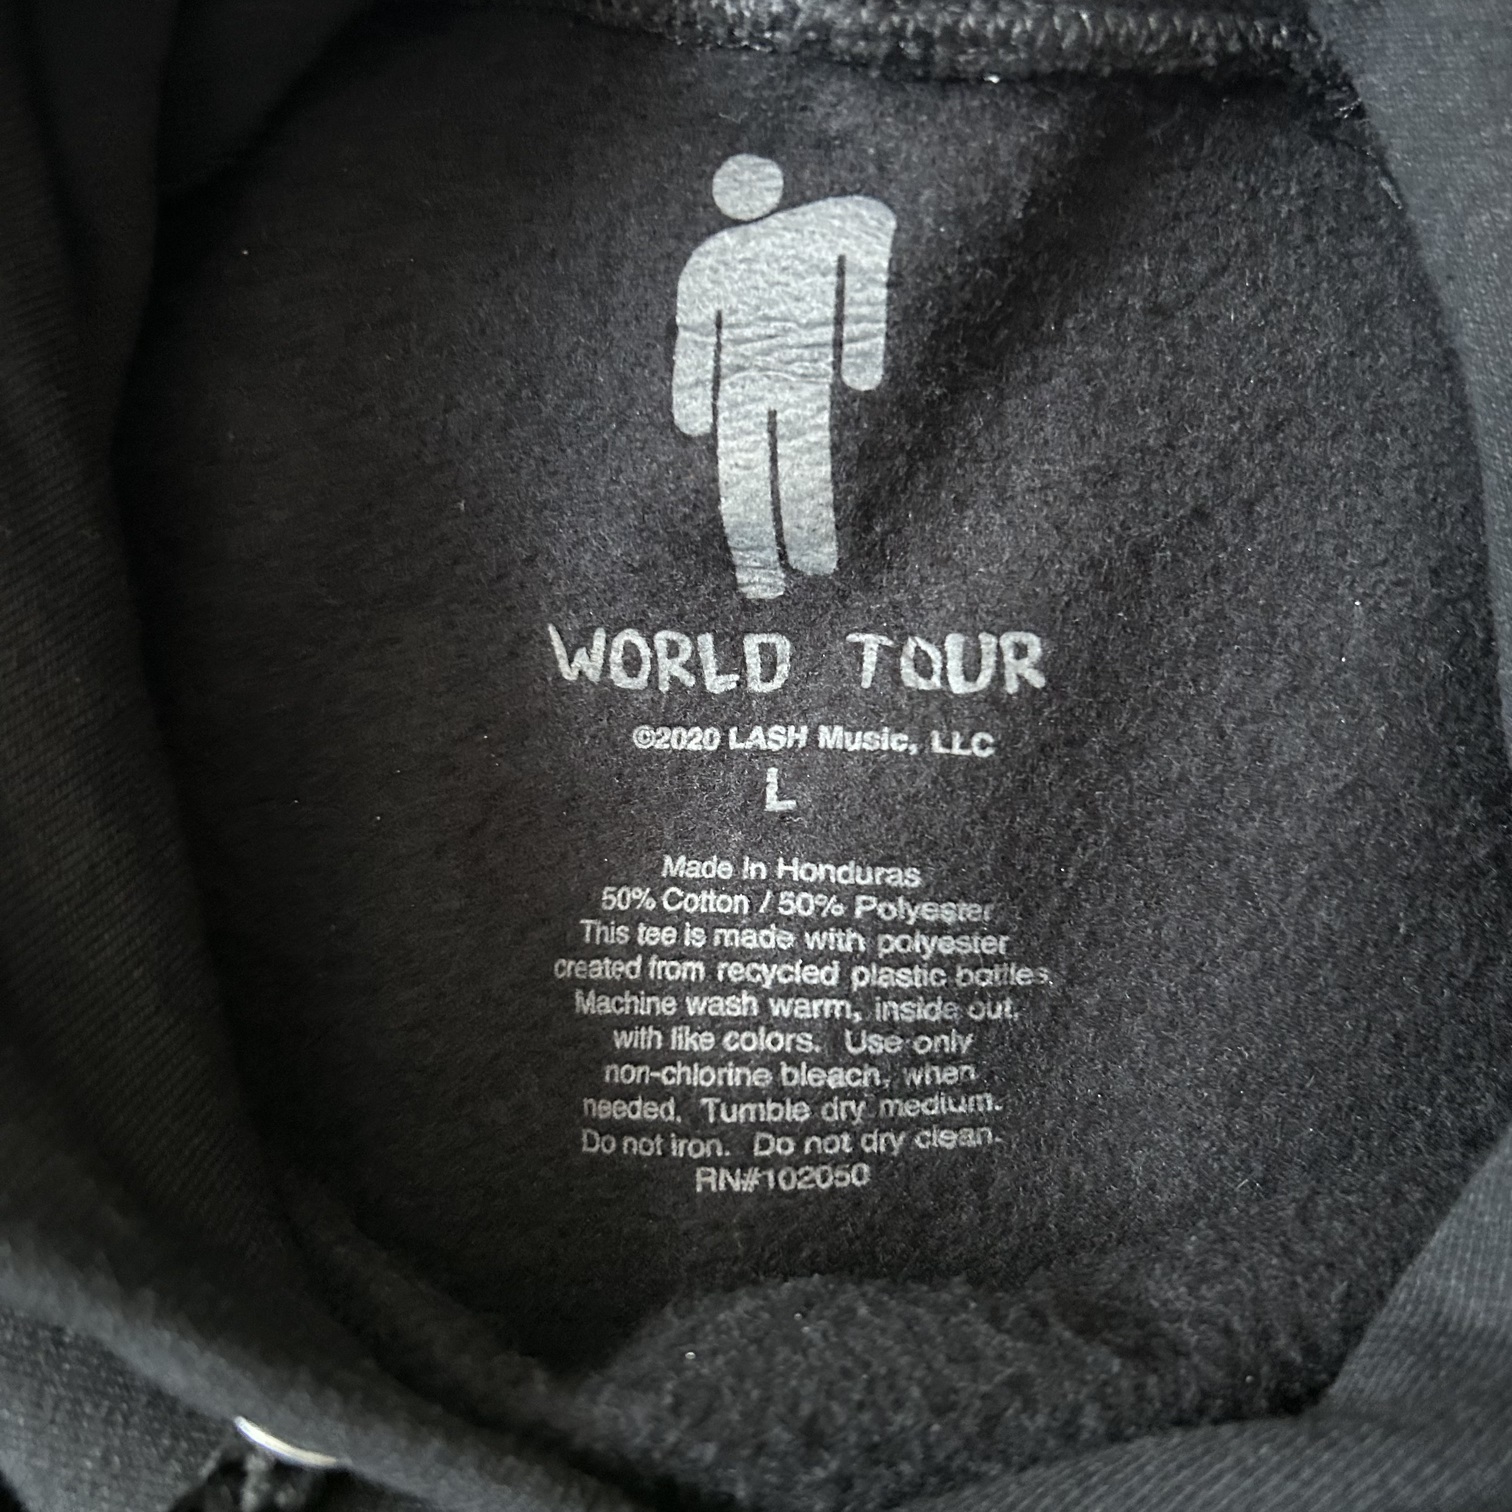 WORLD TOUR
©2020 LASH Music, LLC
L
Made In Honduras
50% Cotton / 50% Polyester
This tee is made with polyester
created from recycled plastic bottles.
Machine wash warm, inside out,
with like colors. Use only
non-chlorine bleach, when
needed. Tumble dry medium.
Do not iron. Do not dry clean.
RN#102050